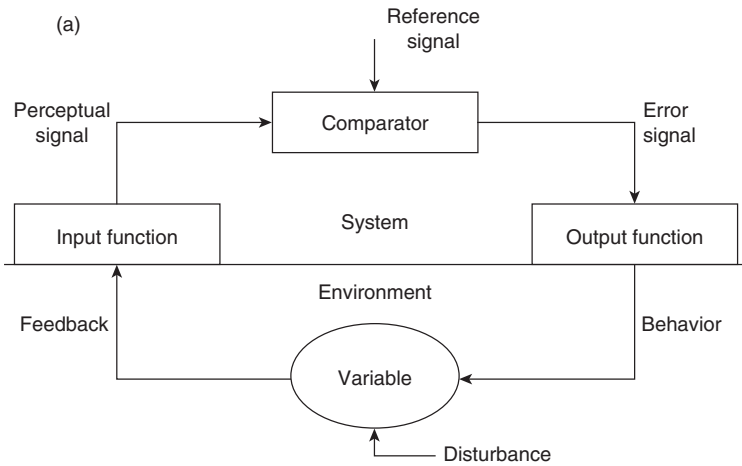 (a)
Reference
signal
Perceptual
signal
Comparator
Error
signal
Input function
System
Output function
Environment
Feedback
Behavior
Variable
Disturbance